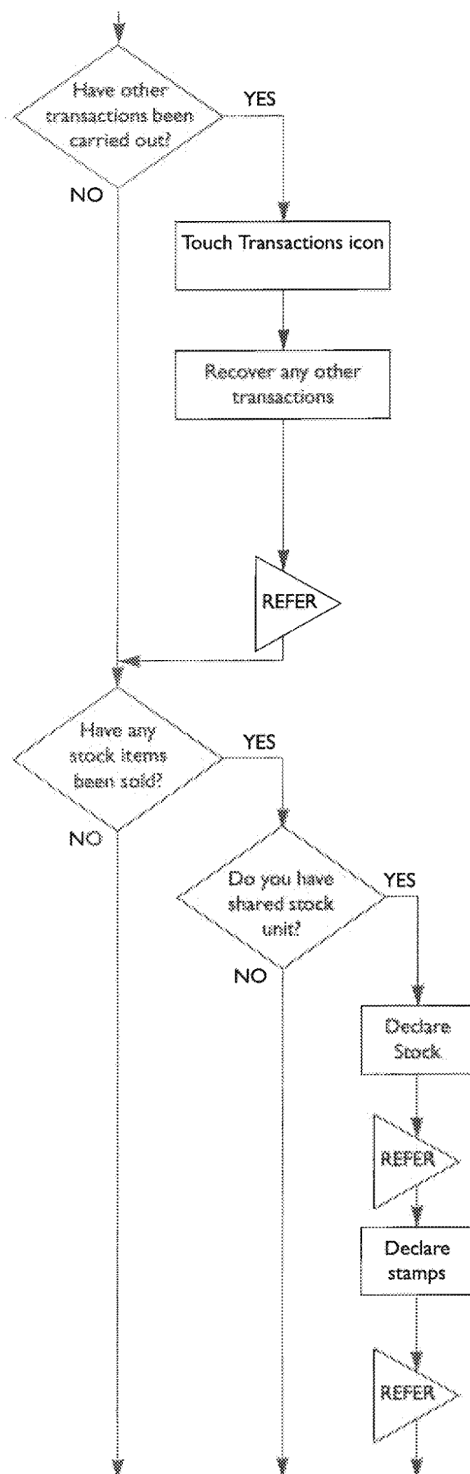 Have other
transactions been
carried out?
YES
NO
Touch Transactions icon
Recover any other
transactions
REFER
Have any
stock items
been sold?
YES
NO
Do you have
shared stock
unit?
YES
NO
Declare
Stock
REFER
Declare
stamps
REFER